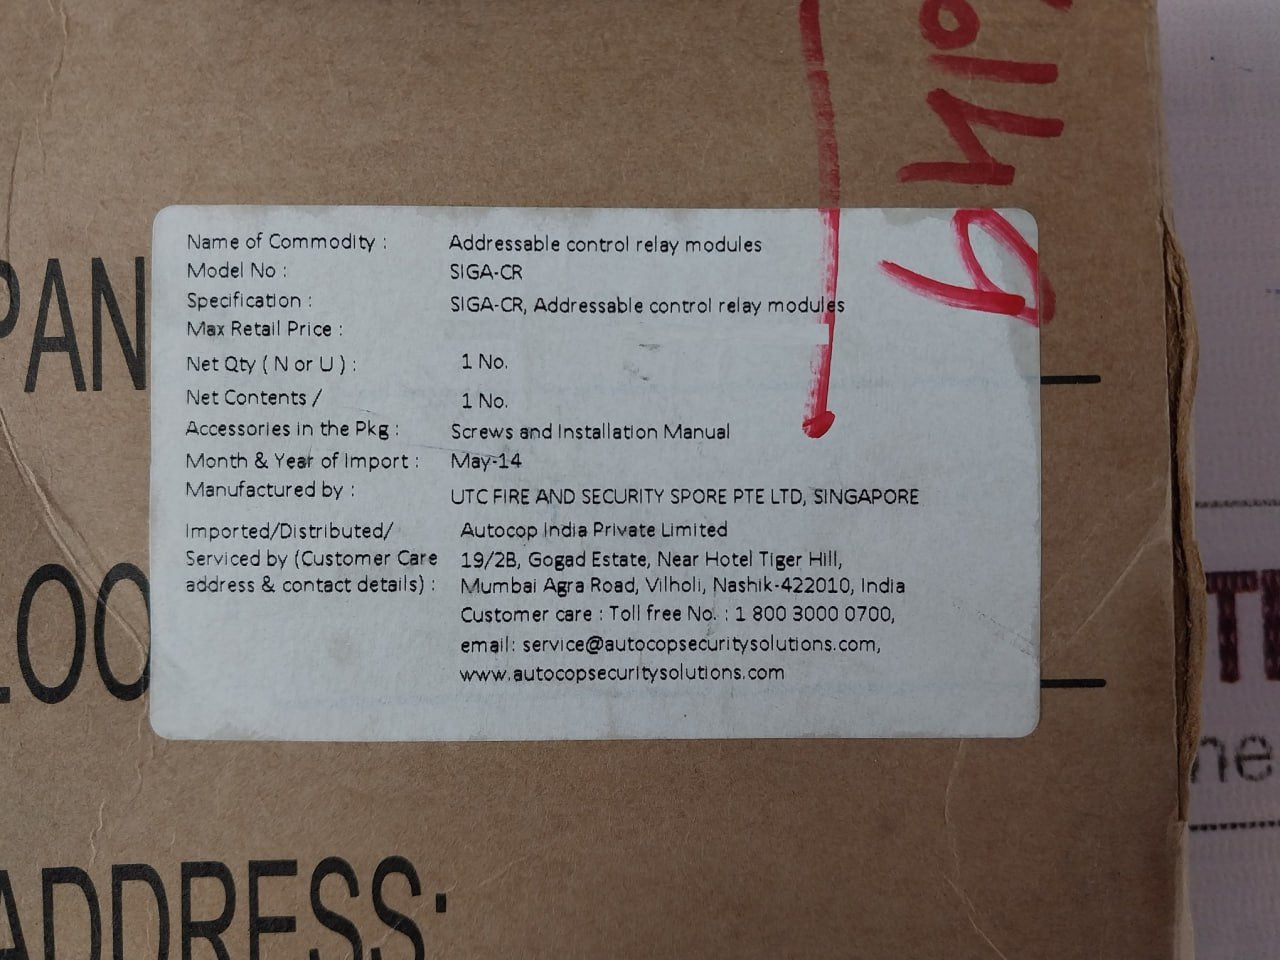 Name of Commodity : Addressable control relay modules
Model No : SIGA-CR
Specification : SIGA-CR, Addressable control relay modules
Max Retail Price :
Net Qty ( N or U ) : 1 No.
Net Contents / 1 No.
Accessories in the Pkg : Screws and Installation Manual
Month & Year of Import : May-14
Manufactured by : UTC FIRE AND SECURITY SPORE PTE LTD, SINGAPORE
Imported/Distributed/ Autocop India Private Limited
Serviced by (Customer Care 19/2B, Gogad Estate, Near Hotel Tiger Hill,
address & contact details) : Mumbai Agra Road, Vilholi, Nashik-422010, India
Customer care : Toll free No. : 1 800 3000 0700,
email: service@autocopsecuritysolutions.com,
www.autocopsecuritysolutions.com
PAN
LOC
ADDRESS: